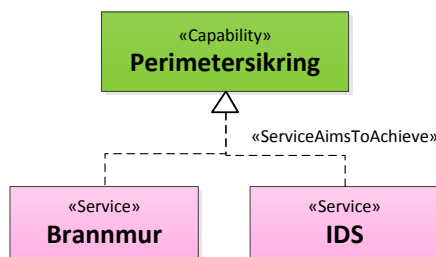 «Capability»
Perimetersikring
«ServiceAimsToAchieve»
«Service»
Brannmur
«Service»
IDS